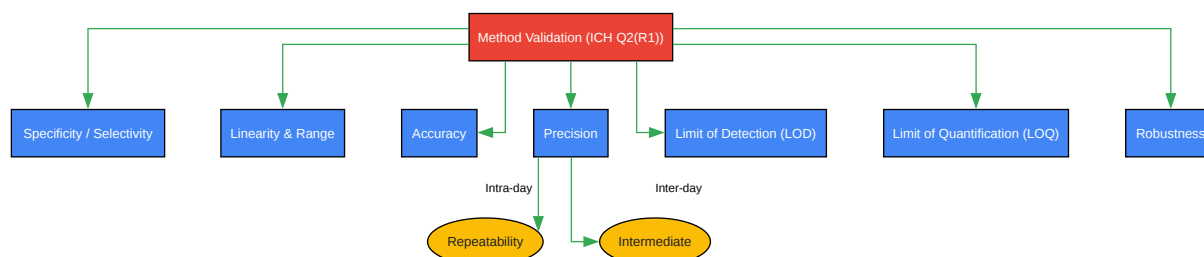 Method Validation (ICH Q2(R1))
Specificity / Selectivity
Linearity & Range
Accuracy
Precision
Limit of Detection (LOD)
Limit of Quantification (LOQ)
Robustness
Intra-day
Inter-day
Repeatability
Intermediate